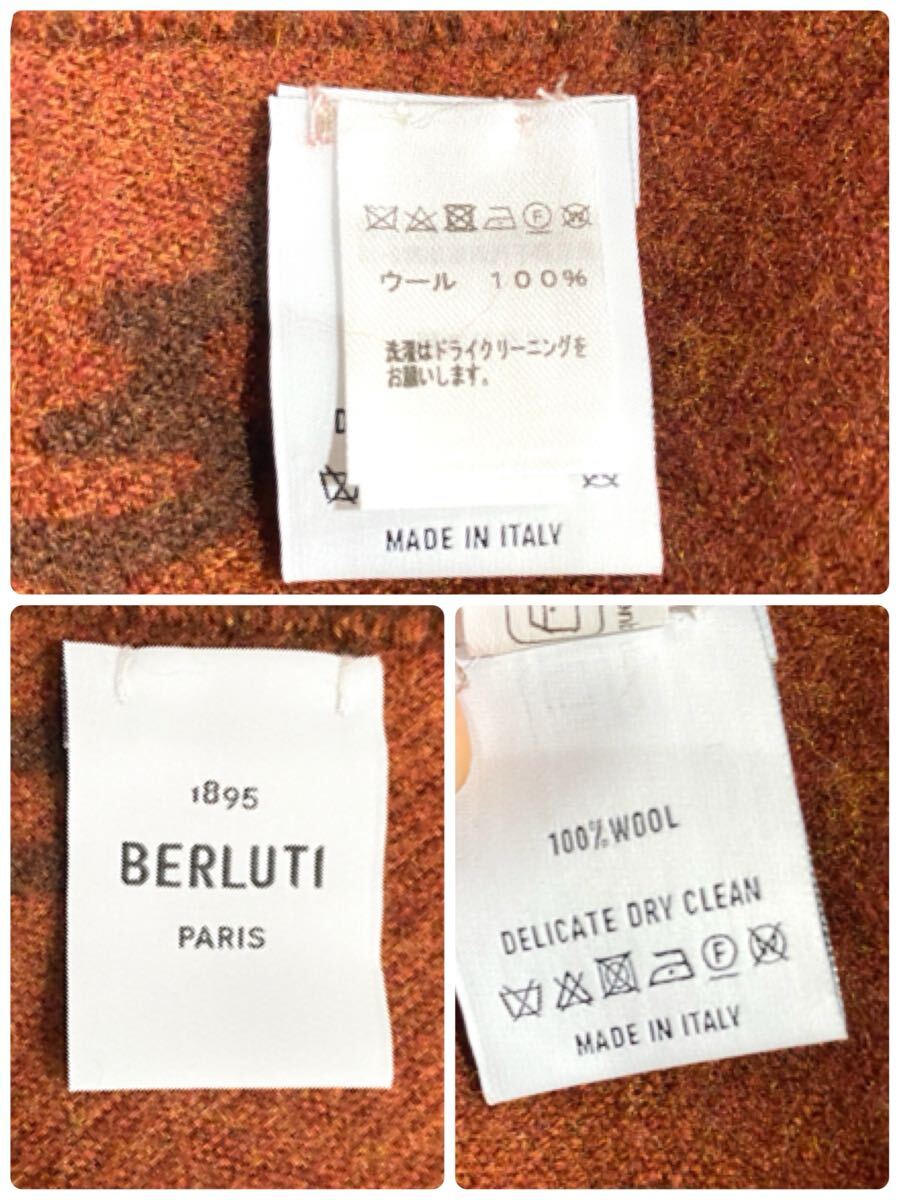 ウール 100%
洗濯はドライクリーニングを
お願いします。
D
MADE IN ITALY
1895
BERLUTI
PARIS
100% WOOL
DELICATE DRY CLEAN
F
W
MADE IN ITALY